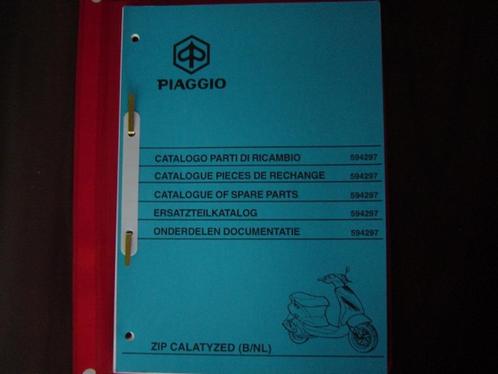 PIAGGIO
CATALOGO PARTI DI RICAMBIO 594297
CATALOGUE PIECES DE RECHANGE 594297
CATALOGUE OF SPARE PARTS 594297
ERSATZTEILKATALOG 594297
ONDERDELEN DOCUMENTATIE 594297
ZIP CALATYZED (B/NL)